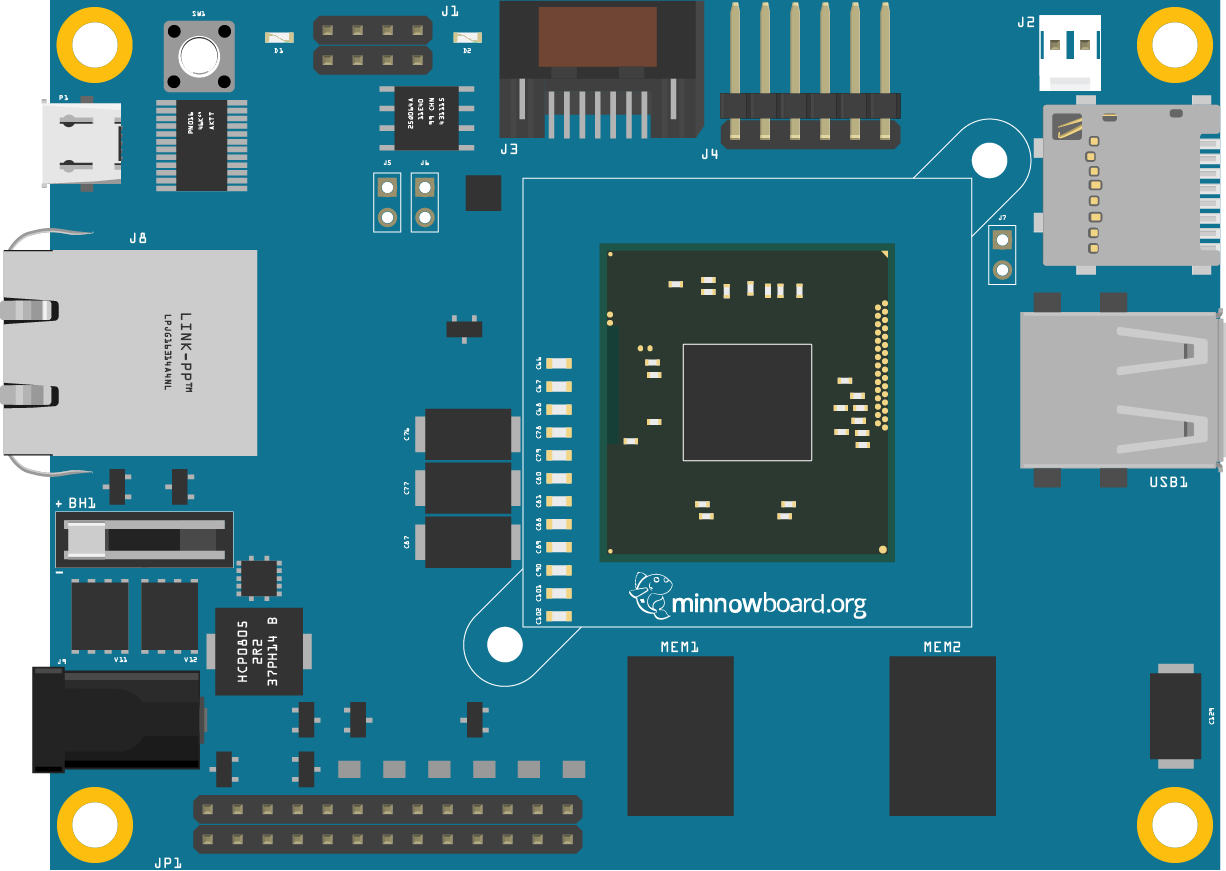 SW1
J1
J2
D1
D2
P1
J3
J4
J5
J6
J7
J8
LINK-PP™
C66
C67
C68
C78
C79
C80
C81
C88
C89
C90
C101
C102
C76
C77
C87
+ BH1
-
USB1
minnowboard.org
MEM1
MEM2
HCP0805
2R2
37PH14 B
J9
V11
V12
C129
JP1